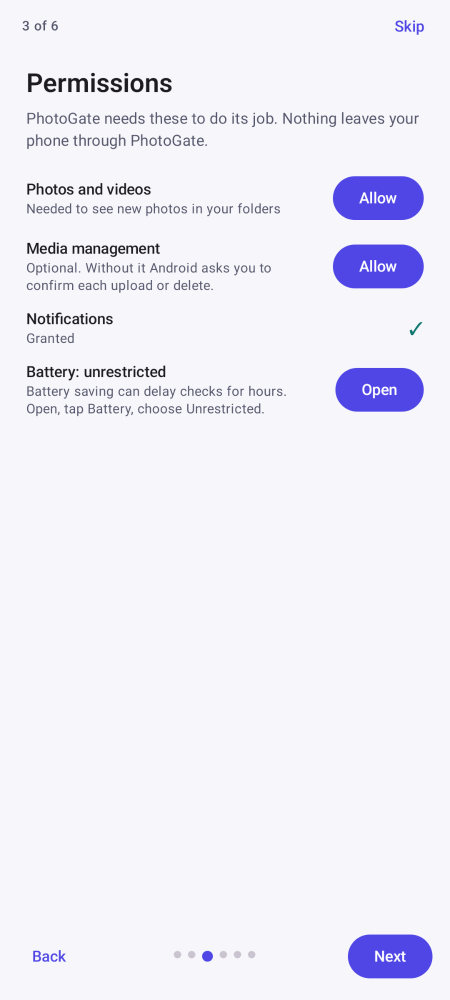 3 of 6
Skip
Permissions
PhotoGate needs these to do its job. Nothing leaves your
phone through PhotoGate.
Photos and videos
Needed to see new photos in your folders
Allow
Media management
Optional. Without it Android asks you to
confirm each upload or delete.
Allow
Notifications
Granted
✓
Battery: unrestricted
Battery saving can delay checks for hours.
Open, tap Battery, choose Unrestricted.
Open
Back
Next